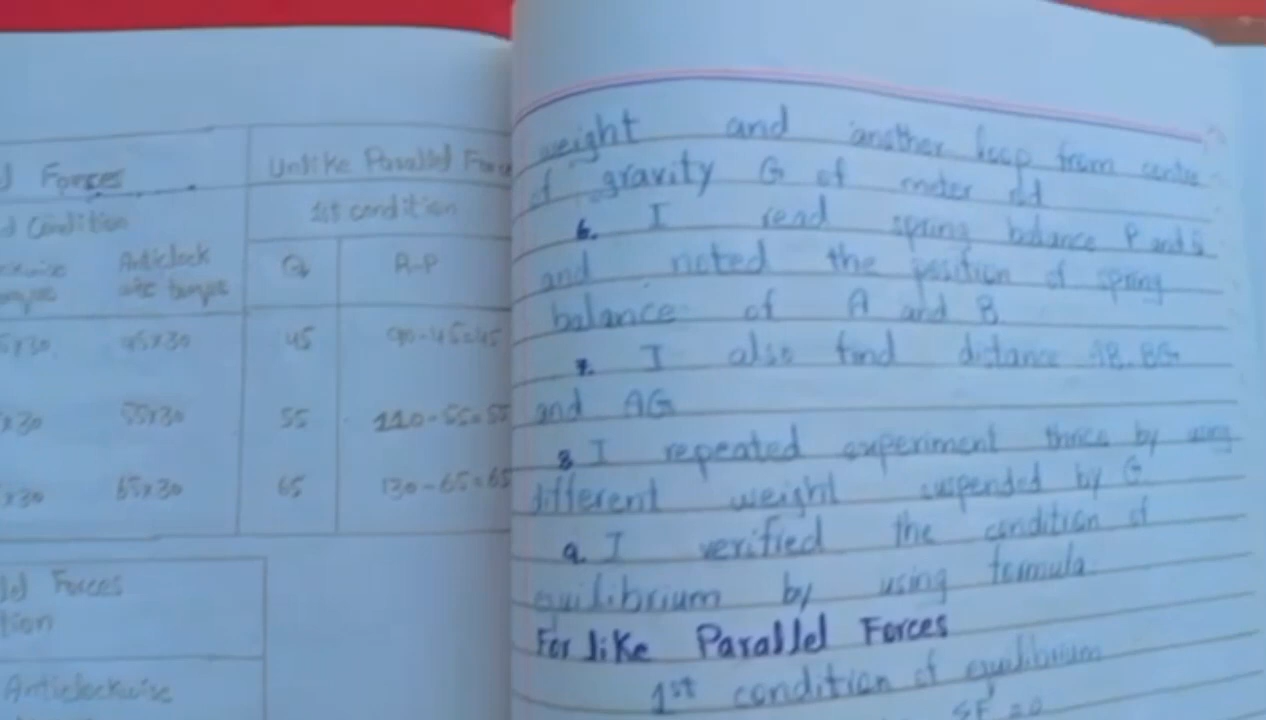 Forces
Unlike Parallel
d Condition
1st condition
Anticlock
Q
R-P
wise torque
45x30
45
90-45=45
x30
55x30
55
110-55=55
x30
65x30
65
130-65=65
Forces
tion
Anticlockwise
weight and another loop from centre
of gravity G of meter rod
6. I read spring balance P and Q
and noted the position of spring
balance of A and B
7. I also find distance AB, BG
and AG
8 I repeated experiment thrice by using
different weight suspended by G.
9. I verified the condition of
equilibrium by using formula.
For like Parallel Forces
1st condition of equilibrium
ΣF =0